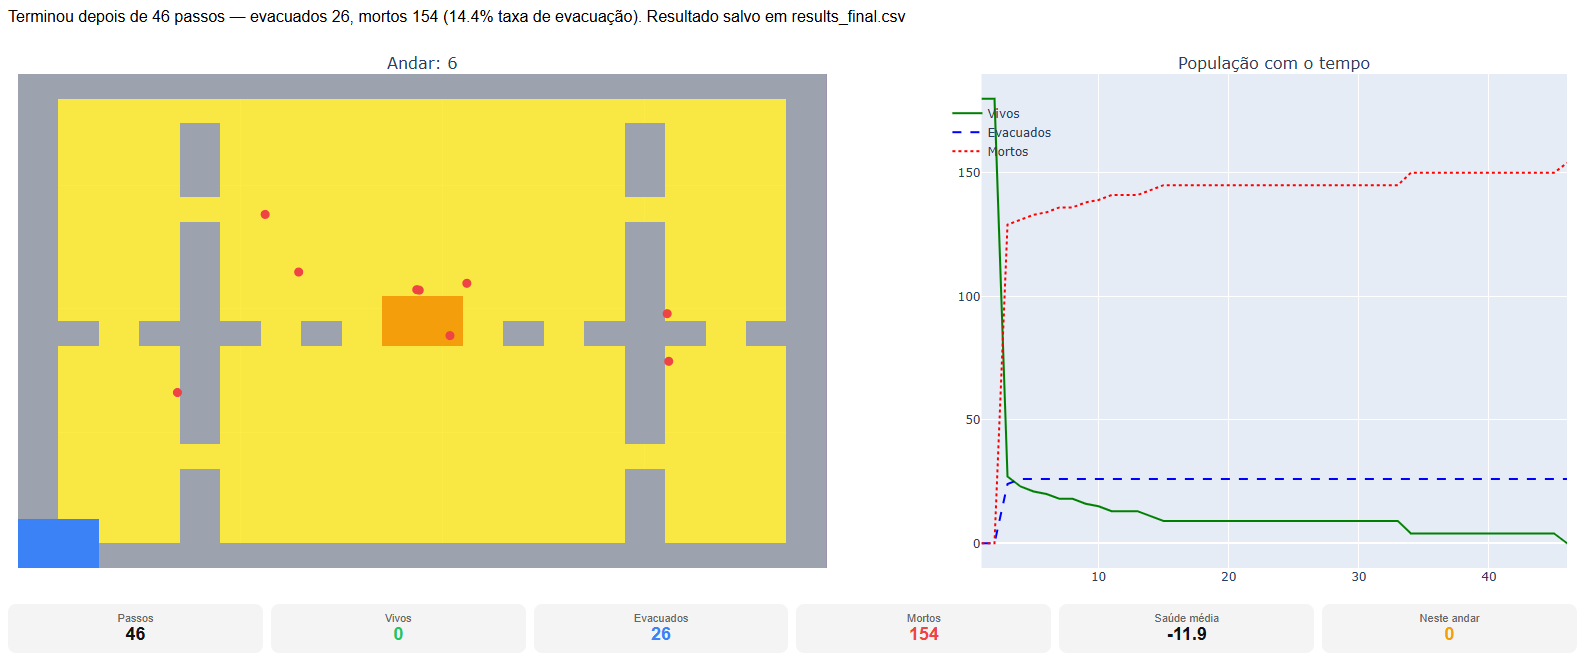 Terminou depois de 46 passos — evacuados 26, mortos 154 (14.4% taxa de evacuação). Resultado salvo em results_final.csv
Andar: 6
População com o tempo
Vivos
Evacuados
Mortos
150
100
50
0
10
20
30
40
Passos
46
Vivos
0
Evacuados
26
Mortos
154
Saúde média
-11.9
Neste andar
0